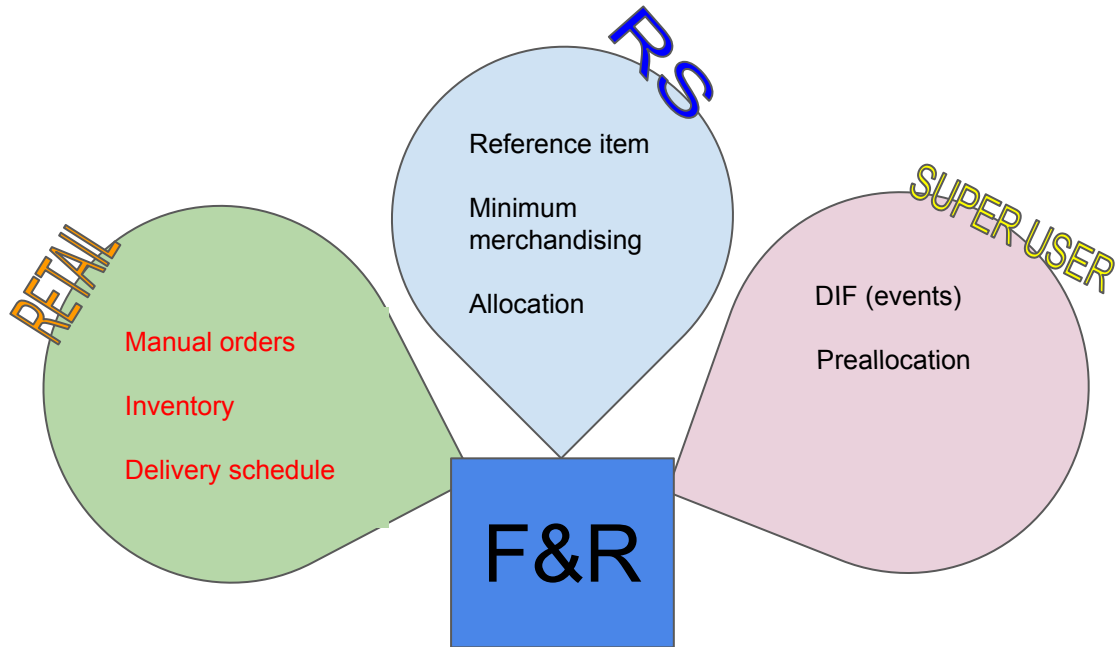 RETAIL
Manual orders
Inventory
Delivery schedule
RS
Reference item
Minimum
merchandising
Allocation
SUPER USER
DIF (events)
Preallocation
F&R